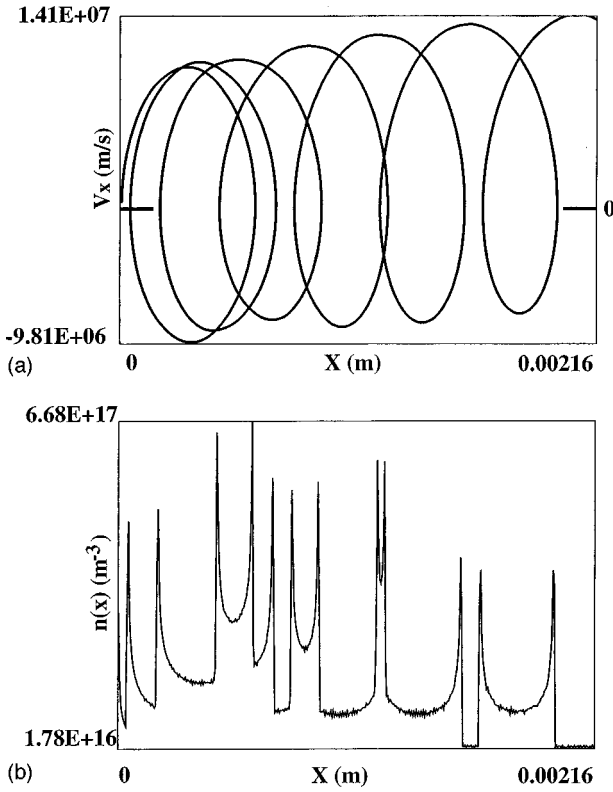 1.41E+07
Vx (m/s)
0
-9.81E+06
(a)
0 X (m) 0.00216
6.68E+17
n(x) (m⁻³)
1.78E+16
(b)
0 X (m) 0.00216